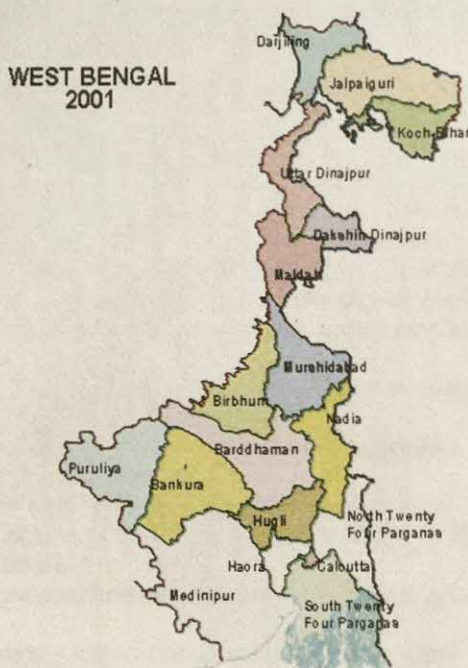 WEST BENGAL
2001
Darjiling
Jalpaiguri
Koch Bihar
Uttar Dinajpur
Dakshin Dinajpur
Maldah
Murshidabad
Birbhum
Nadia
Barddhaman
Puruliya
Bankura
Hugli
North Twenty
Four Parganas
Haora
Calcutta
Medinipur
South Twenty
Four Parganas